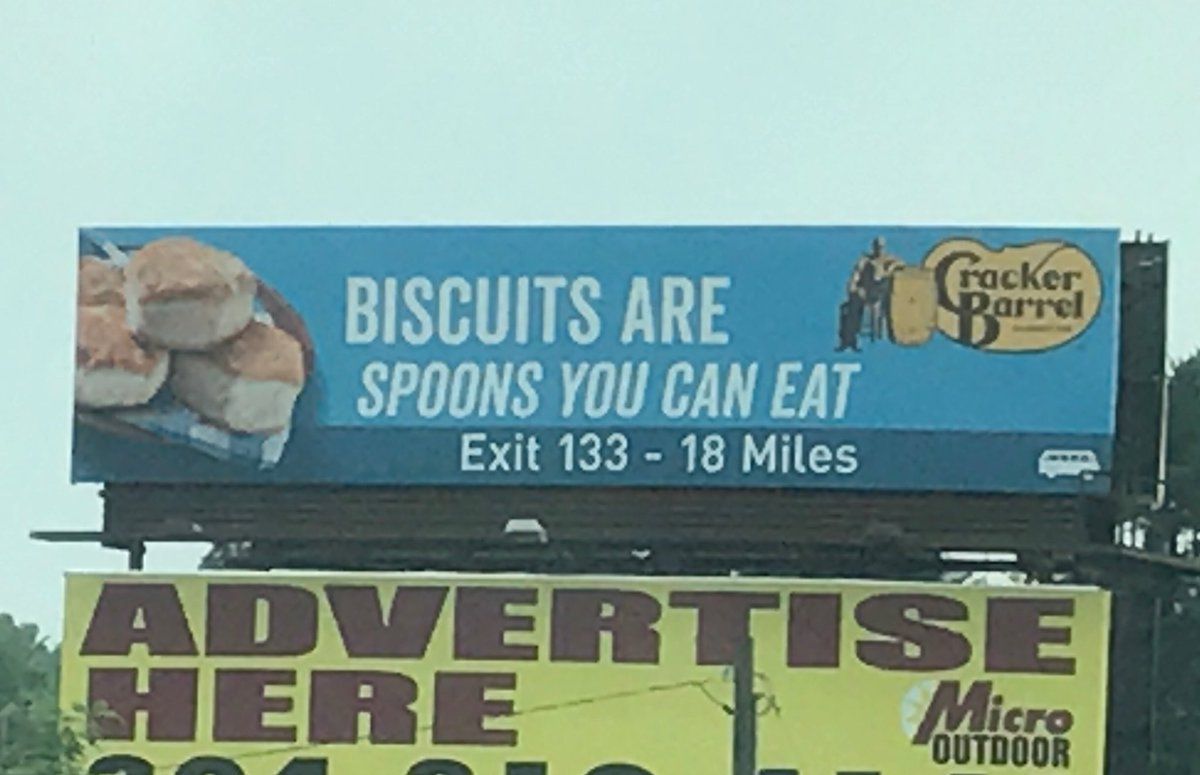 BISCUITS ARE
SPOONS YOU CAN EAT
Exit 133 - 18 Miles
Cracker
Barrel
ADVERTISE
HERE
Micro
OUTDOOR